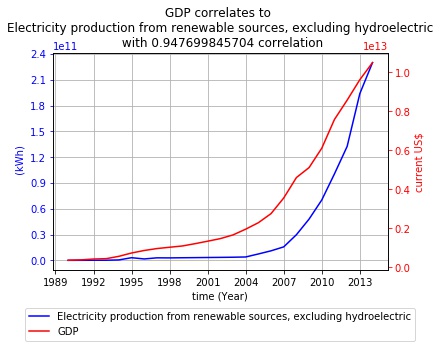 GDP correlates to
Electricity production from renewable sources, excluding hydroelectric
with 0.947699845704 correlation
1e11 1e13
2.4
2.1
1.8
1.5
1.2
0.9
0.6
0.3
0.0
(kWh)
1.0
0.8
0.6
0.4
0.2
0.0
current US$
1989 1992 1995 1998 2001 2004 2007 2010 2013
time (Year)
Electricity production from renewable sources, excluding hydroelectric
GDP